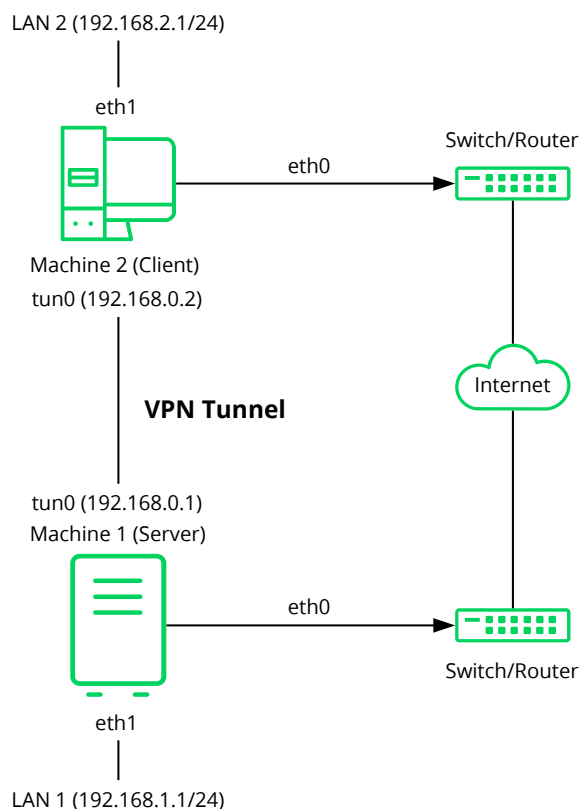 LAN 2 (192.168.2.1/24)
eth1
Switch/Router
eth0
Machine 2 (Client)
tun0 (192.168.0.2)
Internet
VPN Tunnel
tun0 (192.168.0.1)
Machine 1 (Server)
eth0
Switch/Router
eth1
LAN 1 (192.168.1.1/24)